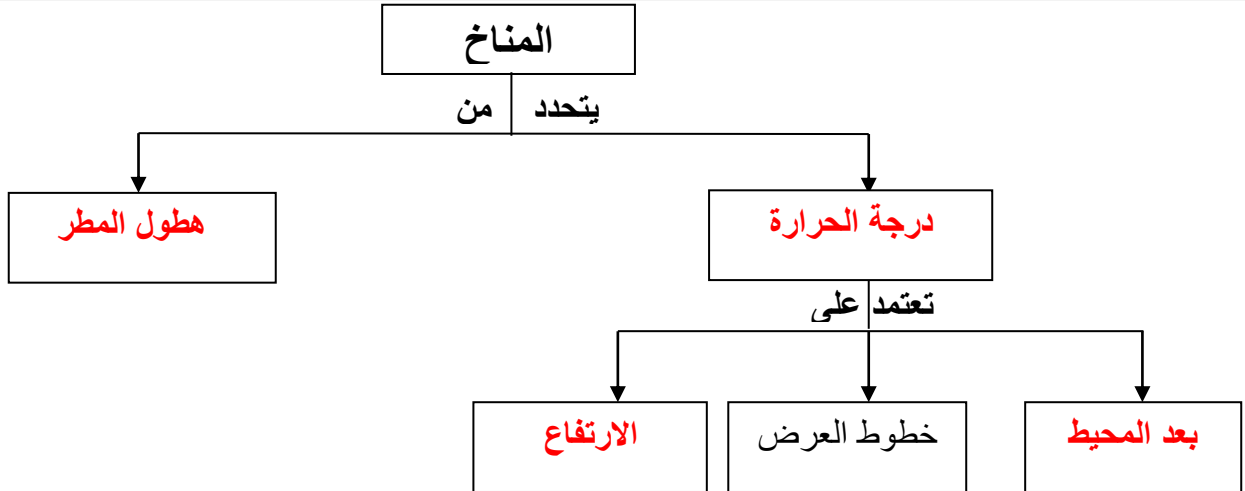 المناخ
يتحدد من
درجة الحرارة
هطول المطر
تعتمد على
بعد المحيط
خطوط العرض
الارتفاع